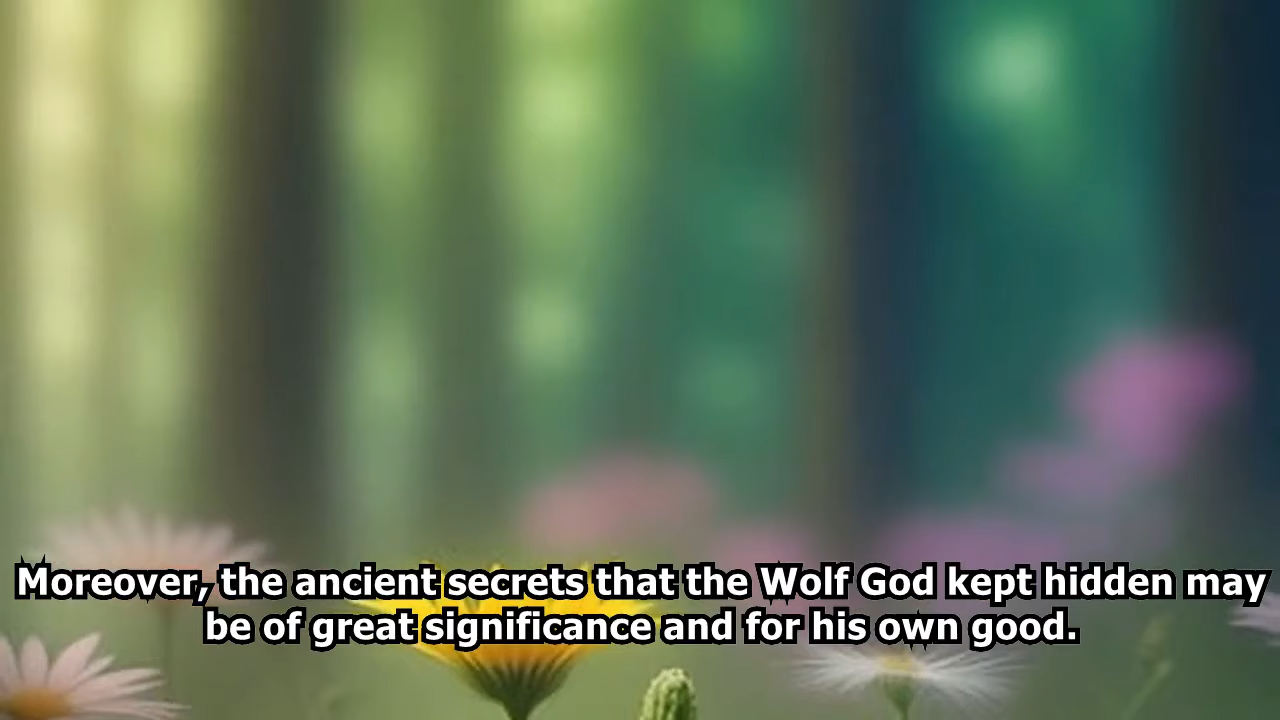 Moreover, the ancient secrets that the Wolf God kept hidden may
be of great significance and for his own good.